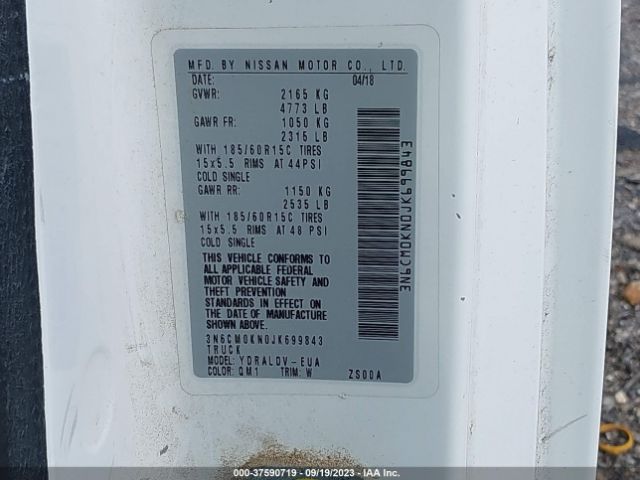 MFD. BY NISSAN MOTOR CO., LTD.
DATE: 04/18
GVWR: 2165 KG
4773 LB
GAWR FR: 1050 KG
2315 LB
WITH 185/60R15C TIRES
15x5.5 RIMS AT 44PSI
COLD SINGLE
GAWR RR: 1150 KG
2535 LB
WITH 185/60R15C TIRES
15x5.5 RIMS AT 48 PSI
COLD SINGLE
THIS VEHICLE CONFORMS TO
ALL APPLICABLE FEDERAL
MOTOR VEHICLE SAFETY AND
THEFT PREVENTION
STANDARDS IN EFFECT ON
THE DATE OF MANUFACTURE
SHOWN ABOVE.
3N6CM0KN0JK699843
TRUCK
MODEL: YDRALDV-EUA
COLOR: QM1 TRIM: W ZS00A
3N6CM0KN0JK699843
000-37590719 - 09/19/2023 - IAA Inc.